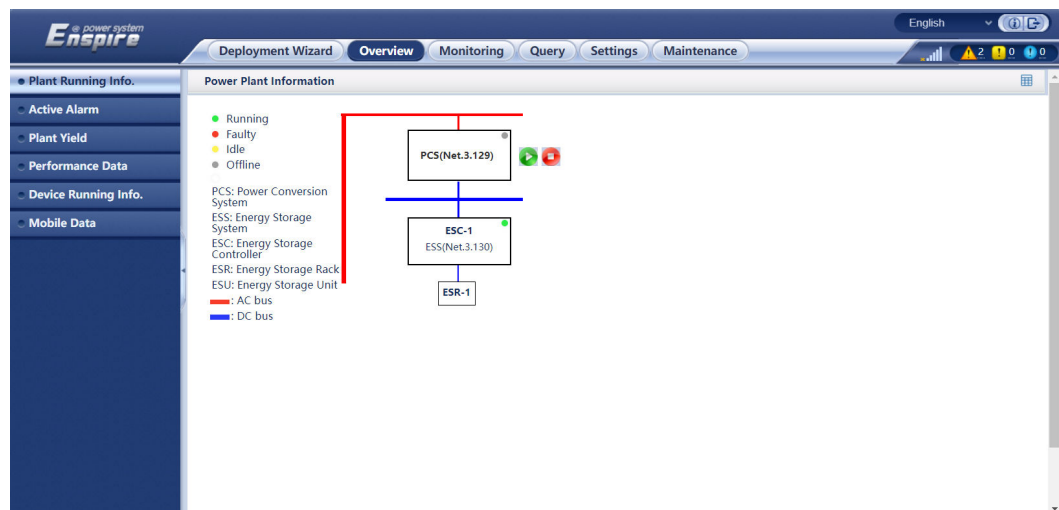 @ power system
Enspire
English
Deployment Wizard
Overview
Monitoring
Query
Settings
Maintenance
2
0
0
Plant Running Info.
Active Alarm
Plant Yield
Performance Data
Device Running Info.
Mobile Data
Power Plant Information
Running
Faulty
Idle
Offline
PCS: Power Conversion
System
ESS: Energy Storage
System
ESC: Energy Storage
Controller
ESR: Energy Storage Rack
ESU: Energy Storage Unit
: AC bus
: DC bus
PCS(Net.3.129)
ESC-1
ESS(Net.3.130)
ESR-1